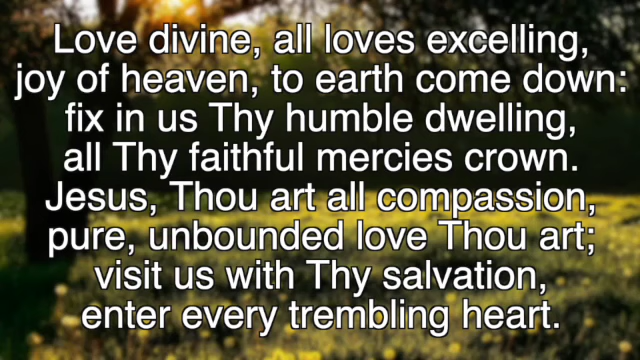 Love divine, all loves excelling,
joy of heaven, to earth come down:
fix in us Thy humble dwelling,
all Thy faithful mercies crown.
Jesus, Thou art all compassion,
pure, unbounded love Thou art;
visit us with Thy salvation,
enter every trembling heart.